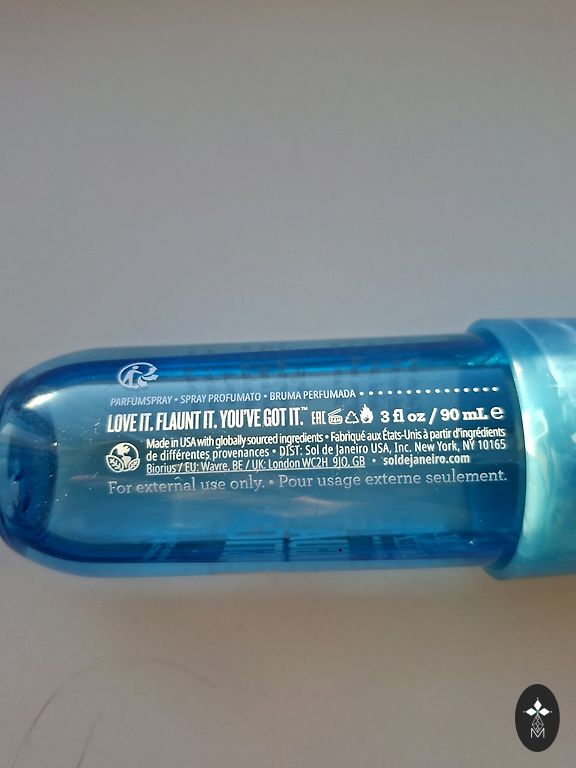 PARFÜMSPRAY • SPRAY PROFUMATO • BRUMA PERFUMADA
LOVE IT. FLAUNT IT. YOU'VE GOT IT.™ EAC 3 fl oz / 90 mL e
Made in USA with globally sourced ingredients • Fabriqué aux États-Unis à partir d'ingrédients
de différentes provenances • DIST: Sol de Janeiro USA, Inc. New York, NY 10165
Biorius / EU: Wavre, BE / UK: London WC2H 9JQ, GB • soldejaneiro.com
For external use only. • Pour usage externe seulement.
M